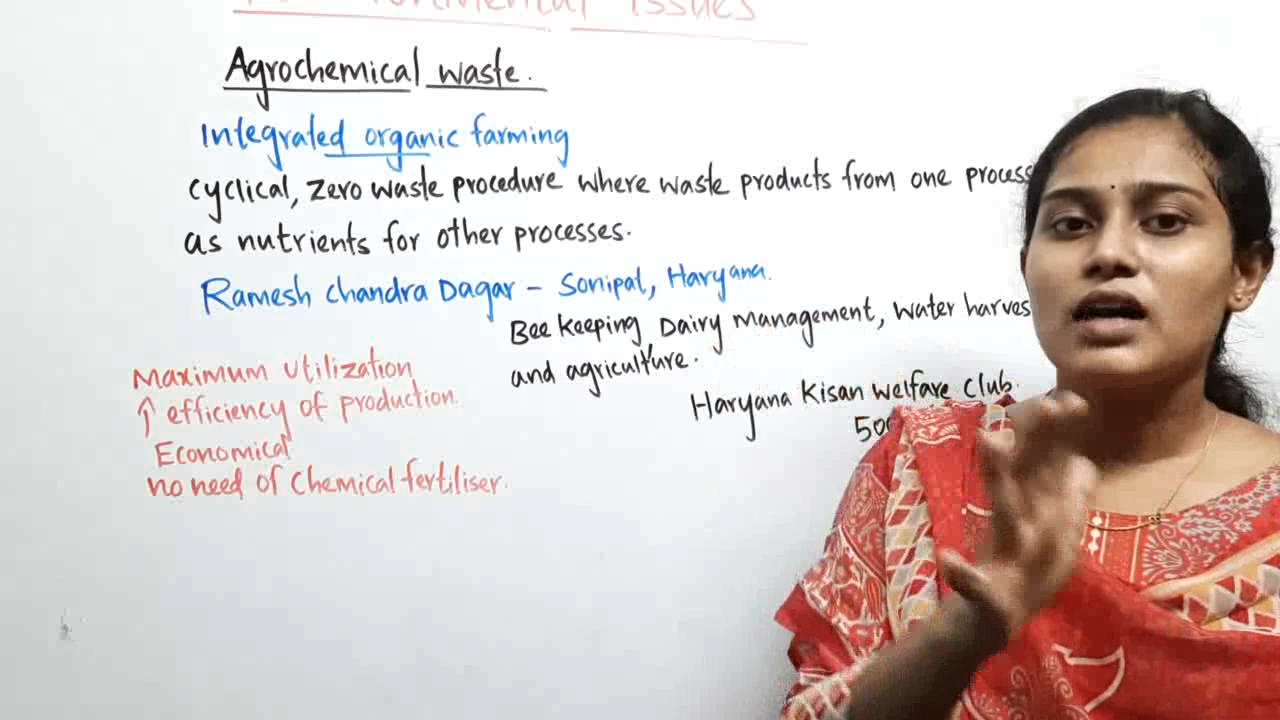 Issues
Agrochemical waste.
Integrated organic farming
cyclical, zero waste procedure where waste products from one process
as nutrients for other processes.
Ramesh chandra Dagar – Sonipat, Haryana.
Bee keeping, Dairy management, water harves
and agriculture.
Haryana Kisan welfare club.
Maximum utilization
↑ efficiency of production.
Economical
no need of chemical fertiliser.